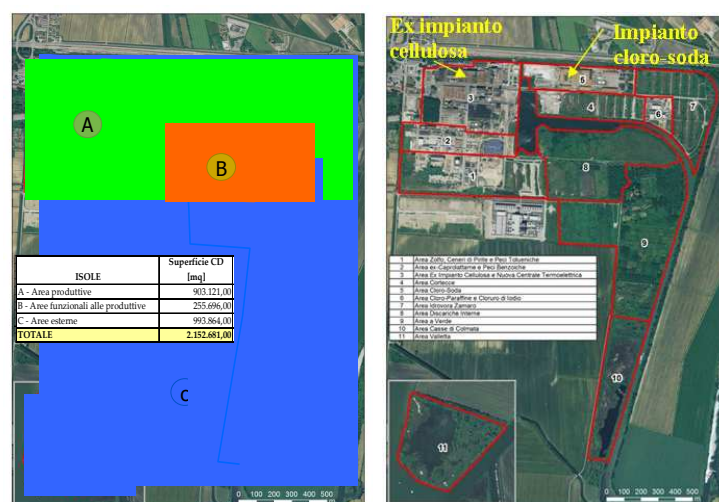 A
B
Superficie CD
ISOLE [mq]
A - Area produttive 903.121,00
B - Aree funzionali alle produttive 255.696,00
C - Aree esterne 993.864,00
TOTALE 2.152.681,00
C
0 100 200 300 400 500
Ex impianto
cellulosa
Impianto
cloro-soda
5
3
4
6
7
2
1
8
9
1 Area Zolfo, Ceneri di Pirite e Peci Tolueniche
2 Area ex-Caprolattame e Peci Benzoiche
3 Area Ex Impianto Cellulosa e Nuova Centrale Termoelettrica
4 Area Cortecce
5 Area Cloro-Soda
6 Area Cloro-Paraffine e Cloruro di Iodio
7 Area Idrovora Zamaro
8 Area Discariche Interne
9 Area a Verde
10 Area Casse di Colmata
11 Area Valletta
10
11
0 100 200 300 400 500